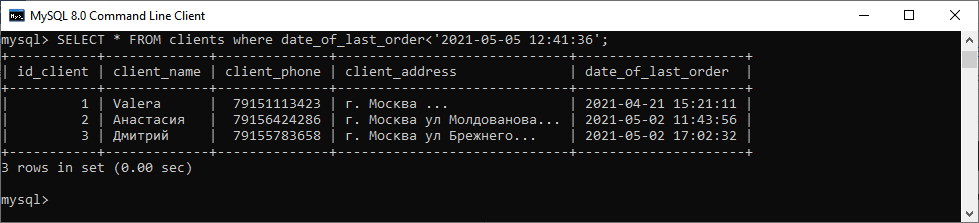 MySQL 8.0 Command Line Client
mysql> SELECT * FROM clients where date_of_last_order<'2021-05-05 12:41:36';
+-----------+-------------+--------------+----------------------------+---------------------+
| id_client | client_name | client_phone | client_address             | date_of_last_order  |
+-----------+-------------+--------------+----------------------------+---------------------+
|         1 | Valera      |  79151113423 | г. Москва ...              | 2021-04-21 15:21:11 |
|         2 | Анастасия   |  79156424286 | г. Москва ул Молдованова... | 2021-05-02 11:43:56 |
|         3 | Дмитрий     |  79155783658 | г. Москва ул Брежнего...   | 2021-05-02 17:02:32 |
+-----------+-------------+--------------+----------------------------+---------------------+
3 rows in set (0.00 sec)
mysql>